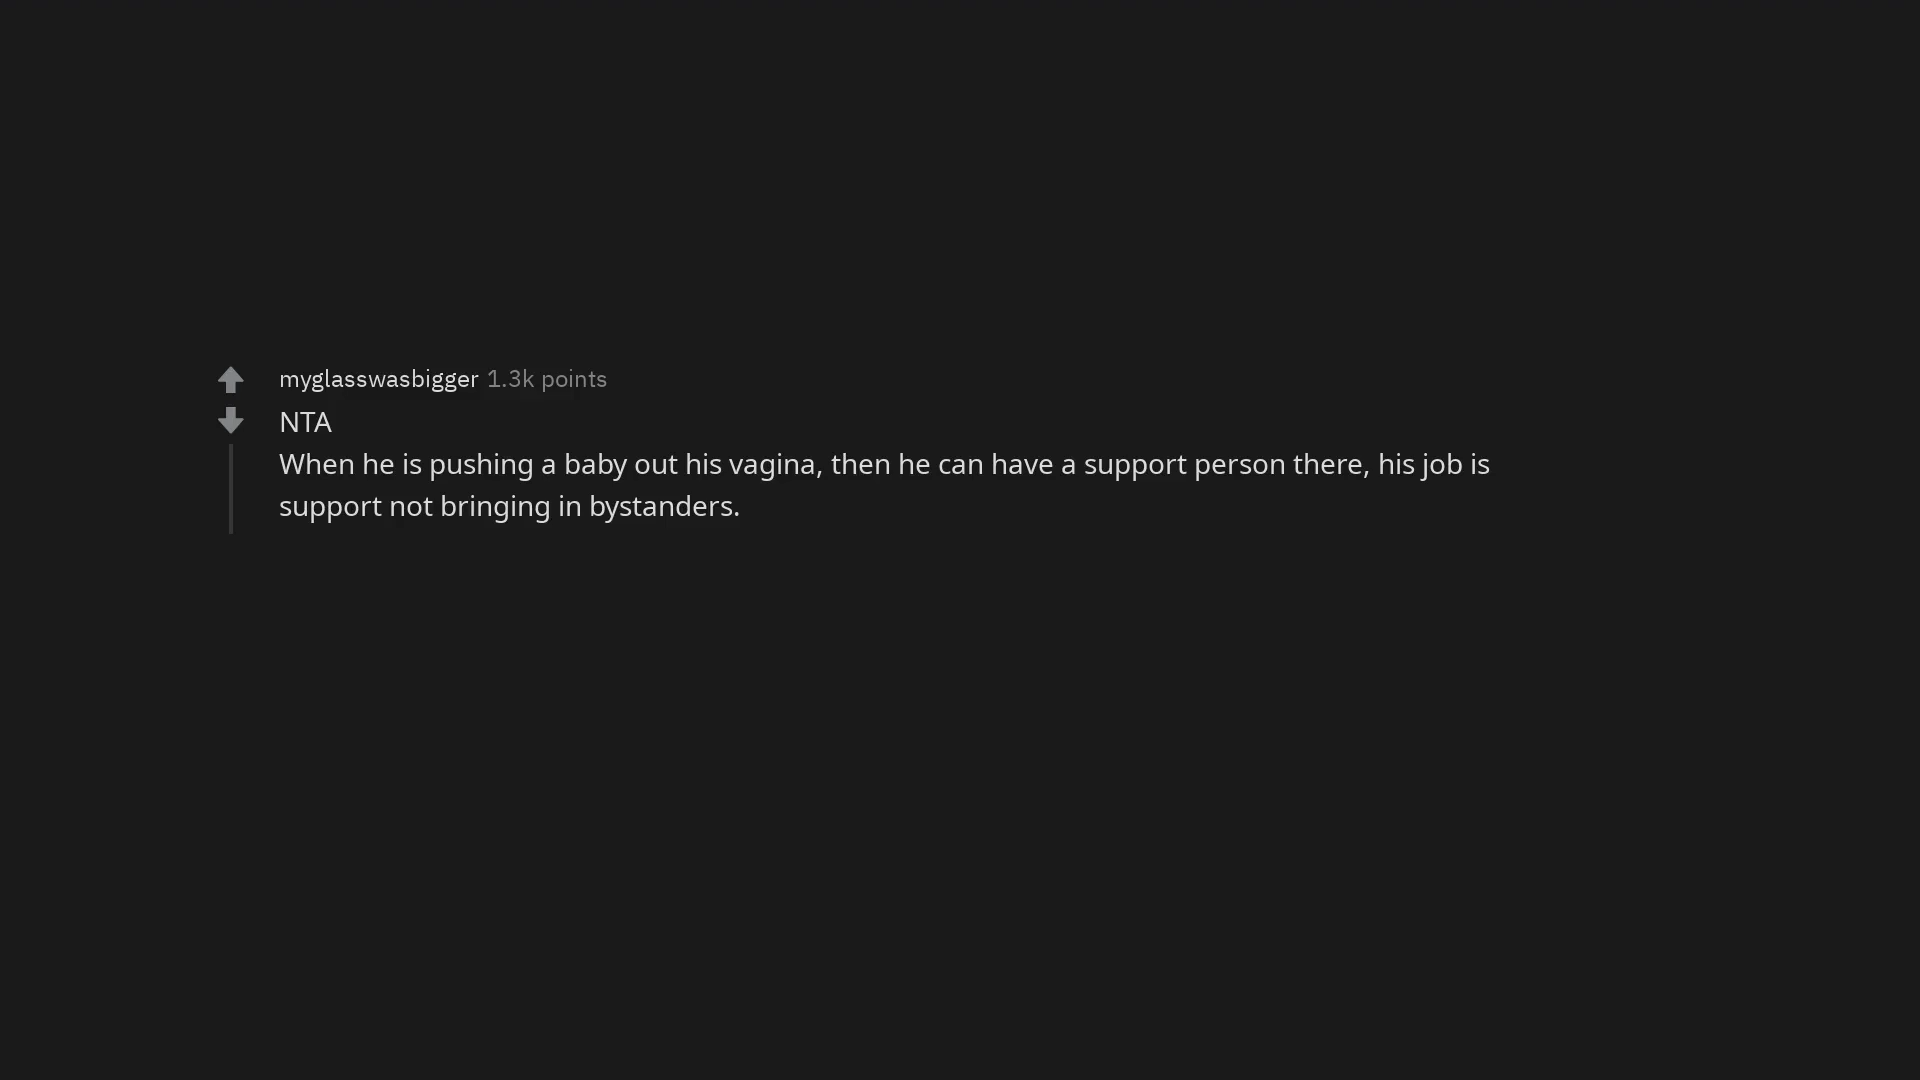 myglasswasbigger 1.3k points
NTA
When he is pushing a baby out his vagina, then he can have a support person there, his job is
support not bringing in bystanders.